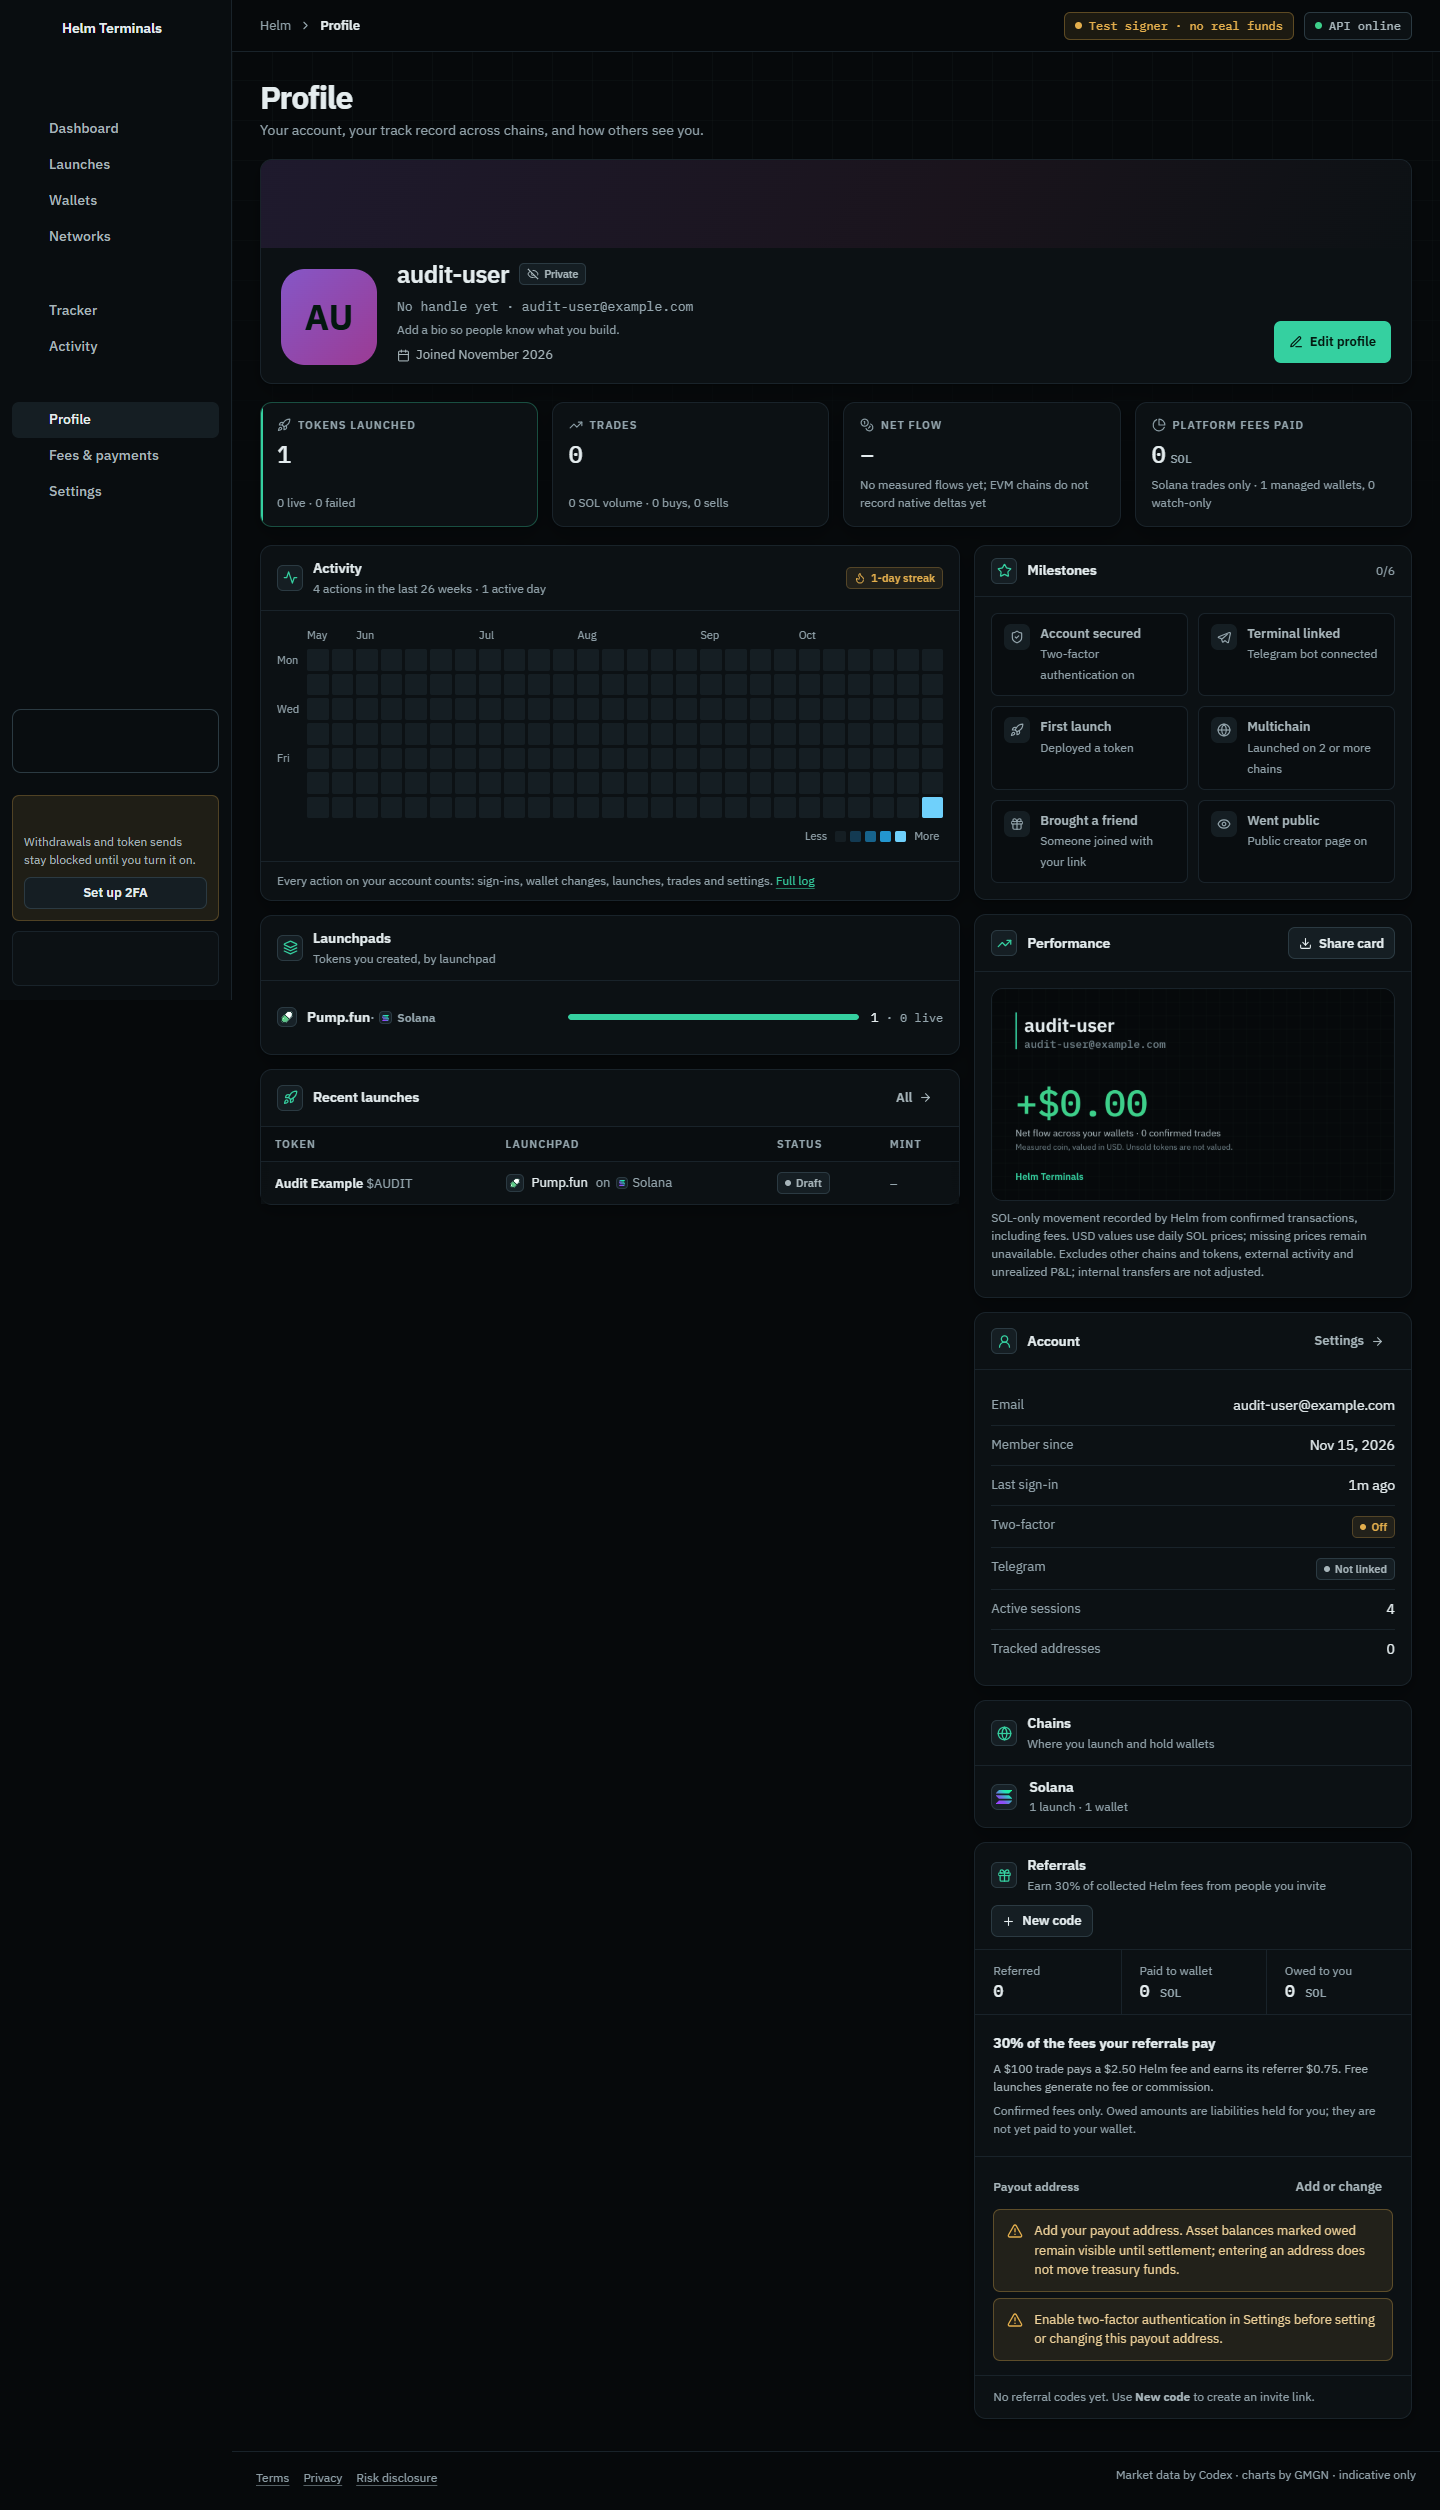 Helm Terminals
Dashboard
Launches
Wallets
Networks
Tracker
Activity
Profile
Fees & payments
Settings
Withdrawals and token sends
stay blocked until you turn it on.
Set up 2FA
Helm > Profile
Test signer · no real funds
API online
Profile
Your account, your track record across chains, and how others see you.
AU
audit-user
Private
No handle yet · audit-user@example.com
Add a bio so people know what you build.
Joined November 2026
Edit profile
TOKENS LAUNCHED
1
0 live · 0 failed
TRADES
0
0 SOL volume · 0 buys, 0 sells
NET FLOW
–
No measured flows yet; EVM chains do not
record native deltas yet
PLATFORM FEES PAID
0 SOL
Solana trades only · 1 managed wallets, 0
watch-only
Activity
4 actions in the last 26 weeks · 1 active day
1-day streak
May Jun Jul Aug Sep Oct
Mon
Wed
Fri
Less More
Every action on your account counts: sign-ins, wallet changes, launches, trades and settings. Full log
Launchpads
Tokens you created, by launchpad
Pump.fun· Solana 1 · 0 live
Recent launches
All →
TOKEN LAUNCHPAD STATUS MINT
Audit Example $AUDIT Pump.fun on Solana Draft –
Milestones
0/6
Account secured
Two-factor
authentication on
Terminal linked
Telegram bot connected
First launch
Deployed a token
Multichain
Launched on 2 or more
chains
Brought a friend
Someone joined with
your link
Went public
Public creator page on
Performance
Share card
audit-user
audit-user@example.com
+$0.00
Net flow across your wallets · 0 confirmed trades
Measured coin, valued in USD. Unsold tokens are not valued.
Helm Terminals
SOL-only movement recorded by Helm from confirmed transactions,
including fees. USD values use daily SOL prices; missing prices remain
unavailable. Excludes other chains and tokens, external activity and
unrealized P&L; internal transfers are not adjusted.
Account
Settings →
Email audit-user@example.com
Member since Nov 15, 2026
Last sign-in 1m ago
Two-factor Off
Telegram Not linked
Active sessions 4
Tracked addresses 0
Chains
Where you launch and hold wallets
Solana
1 launch · 1 wallet
Referrals
Earn 30% of collected Helm fees from people you invite
+ New code
Referred Paid to wallet Owed to you
0 0 SOL 0 SOL
30% of the fees your referrals pay
A $100 trade pays a $2.50 Helm fee and earns its referrer $0.75. Free
launches generate no fee or commission.
Confirmed fees only. Owed amounts are liabilities held for you; they are
not yet paid to your wallet.
Payout address Add or change
Add your payout address. Asset balances marked owed
remain visible until settlement; entering an address does
not move treasury funds.
Enable two-factor authentication in Settings before setting
or changing this payout address.
No referral codes yet. Use New code to create an invite link.
Terms Privacy Risk disclosure
Market data by Codex · charts by GMGN · indicative only